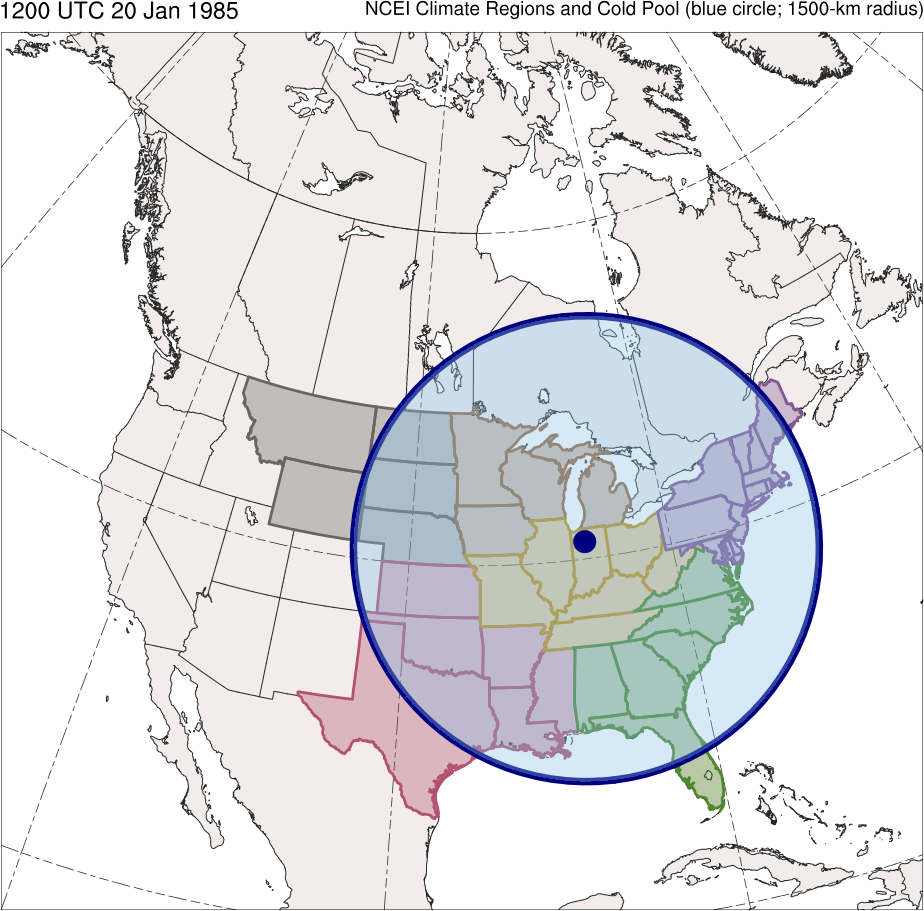 1200 UTC 20 Jan 1985
NCEI Climate Regions and Cold Pool (blue circle; 1500-km radius)